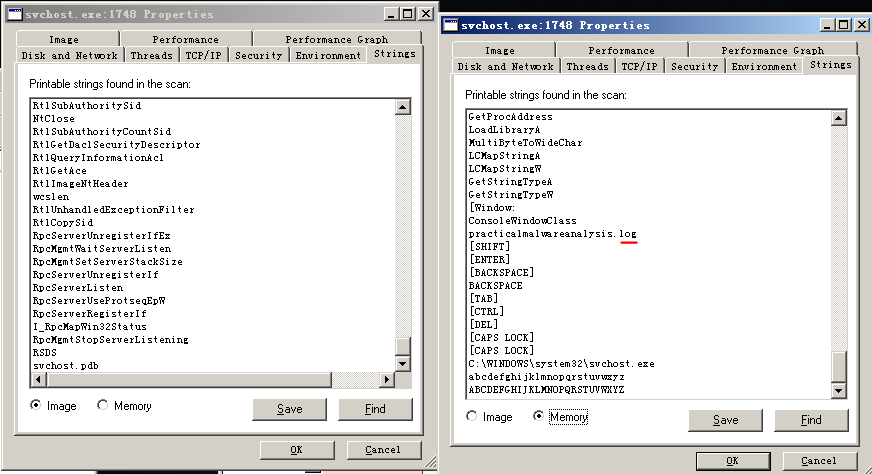 svchost.exe:1748 Properties
Image Performance Performance Graph
Disk and Network Threads TCP/IP Security Environment Strings
Printable strings found in the scan:
RtlSubAuthoritySid
NtClose
RtlSubAuthorityCountSid
RtlGetDaclSecurityDescriptor
RtlQueryInformationAcl
RtlGetAce
RtlImageNtHeader
wcslen
RtlUnhandledExceptionFilter
RtlCopySid
RpcServerUnregisterIfEx
RpcMgmtWaitServerListen
RpcMgmtSetServerStackSize
RpcServerUnregisterIf
RpcServerListen
RpcServerUseProtseqEpW
RpcServerRegisterIf
I_RpcMapWin32Status
RpcMgmtStopServerListening
RSDS
svchost.pdb
Image Memory Save Find
OK Cancel
svchost.exe:1748 Properties
Image Performance Performance Graph
Disk and Network Threads TCP/IP Security Environment Strings
Printable strings found in the scan:
GetProcAddress
LoadLibraryA
MultiByteToWideChar
LCMapStringA
LCMapStringW
GetStringTypeA
GetStringTypeW
[Window:
ConsoleWindowClass
practicalmalwareanalysis.log
[SHIFT]
[ENTER]
[BACKSPACE]
BACKSPACE
[TAB]
[CTRL]
[DEL]
[CAPS LOCK]
[CAPS LOCK]
C:\WINDOWS\system32\svchost.exe
abcdefghijklmnopqrstuvwxyz
ABCDEFGHIJKLMNOPQRSTUVWXYZ
Image Memory Save Find
OK Cancel